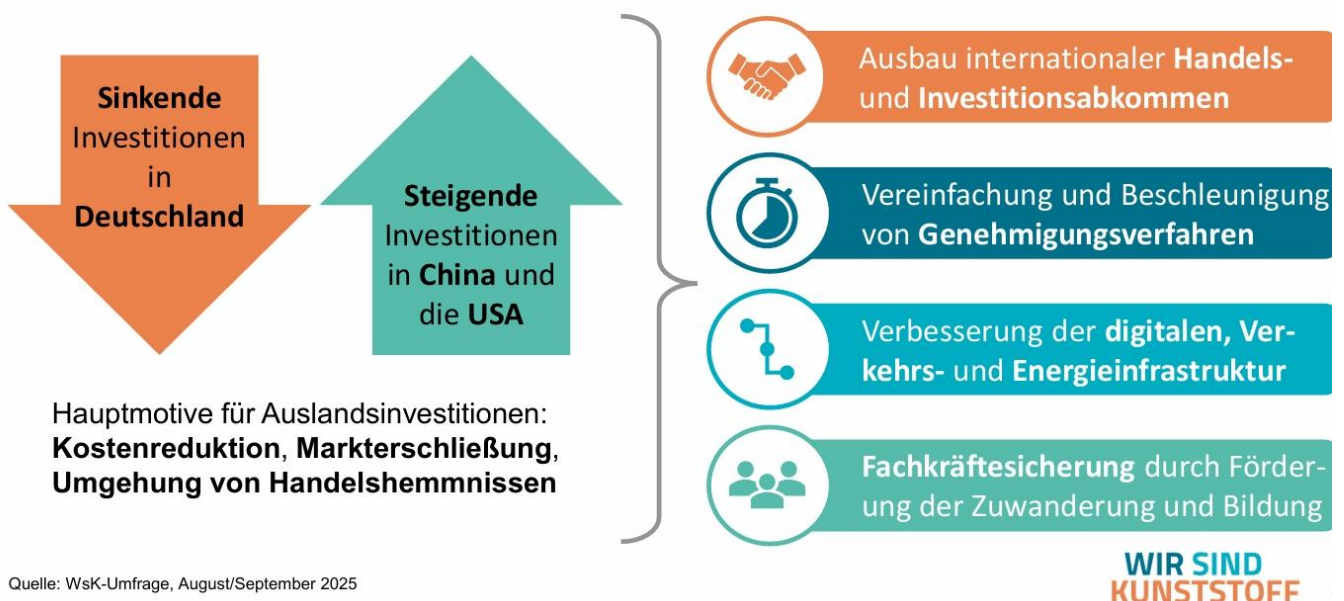 Sinkende
Investitionen
in
Deutschland
Steigende
Investitionen
in China und
die USA
Hauptmotive für Auslandsinvestitionen:
Kostenreduktion, Markterschließung,
Umgehung von Handelshemmnissen
Ausbau internationaler Handels-
und Investitionsabkommen
Vereinfachung und Beschleunigung
von Genehmigungsverfahren
Verbesserung der digitalen, Ver-
kehrs- und Energieinfrastruktur
Fachkräftesicherung durch Förder-
ung der Zuwanderung und Bildung
Quelle: WsK-Umfrage, August/September 2025
WIR SIND
KUNSTSTOFF